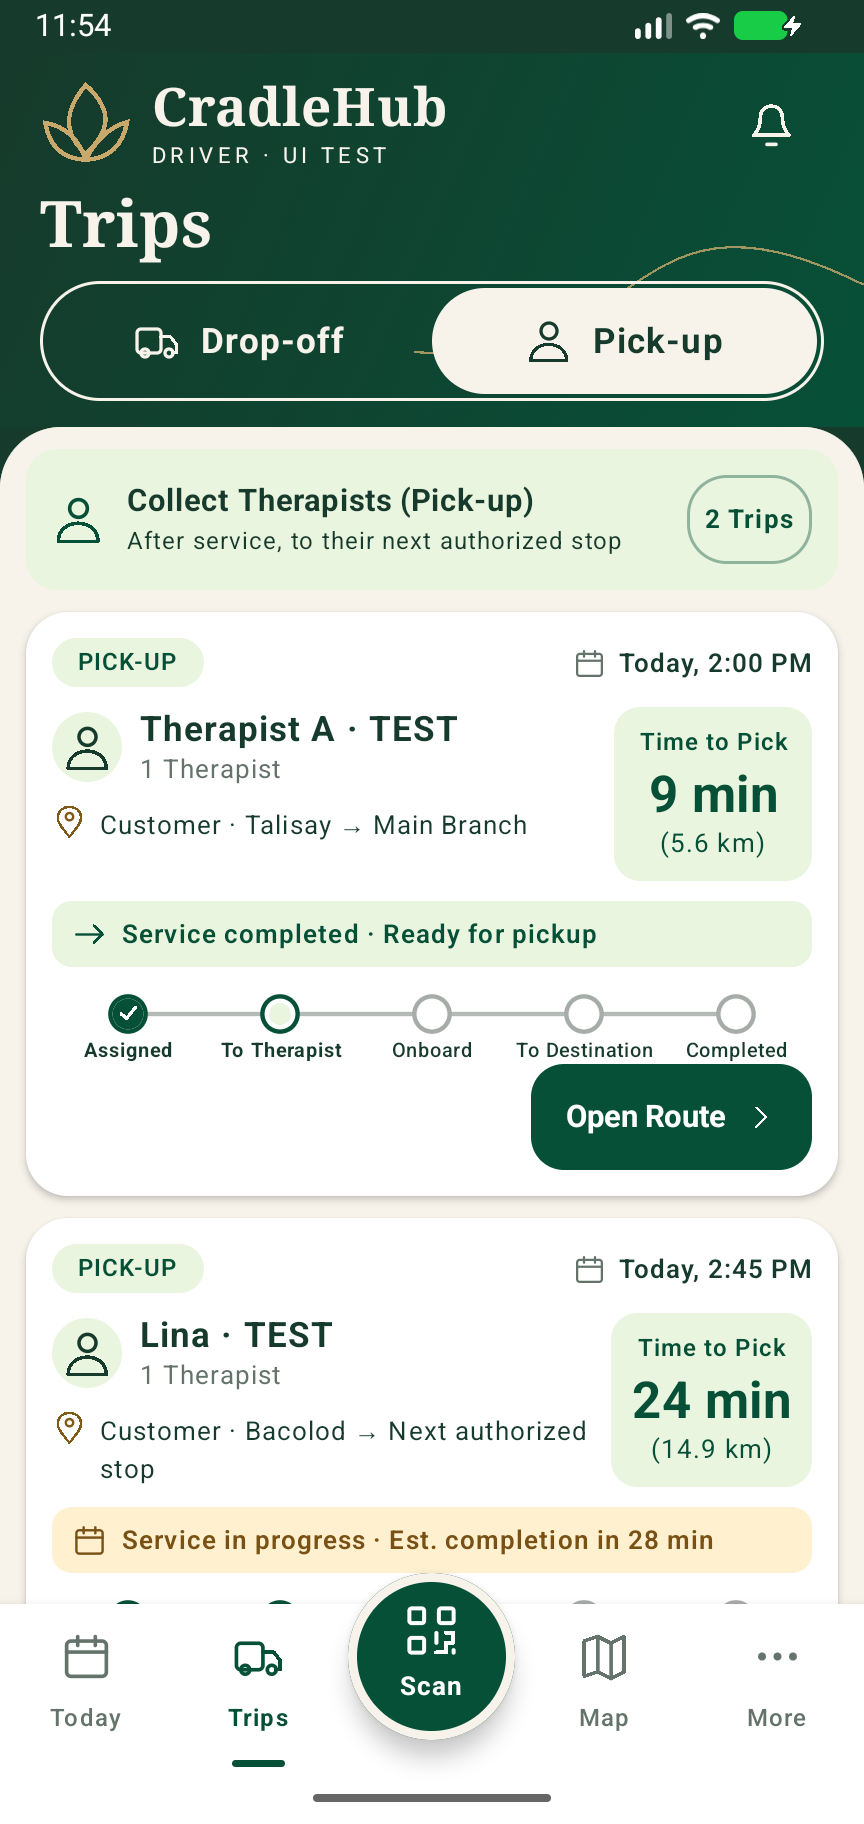 11:54
CradleHub
DRIVER · UI TEST
Trips
Drop-off
Pick-up
Collect Therapists (Pick-up)
After service, to their next authorized stop
2 Trips
PICK-UP
Today, 2:00 PM
Therapist A · TEST
1 Therapist
Customer · Talisay → Main Branch
Time to Pick
9 min
(5.6 km)
Service completed · Ready for pickup
Assigned
To Therapist
Onboard
To Destination
Completed
Open Route
PICK-UP
Today, 2:45 PM
Lina · TEST
1 Therapist
Customer · Bacolod → Next authorized
stop
Time to Pick
24 min
(14.9 km)
Service in progress · Est. completion in 28 min
Today
Trips
Scan
Map
More